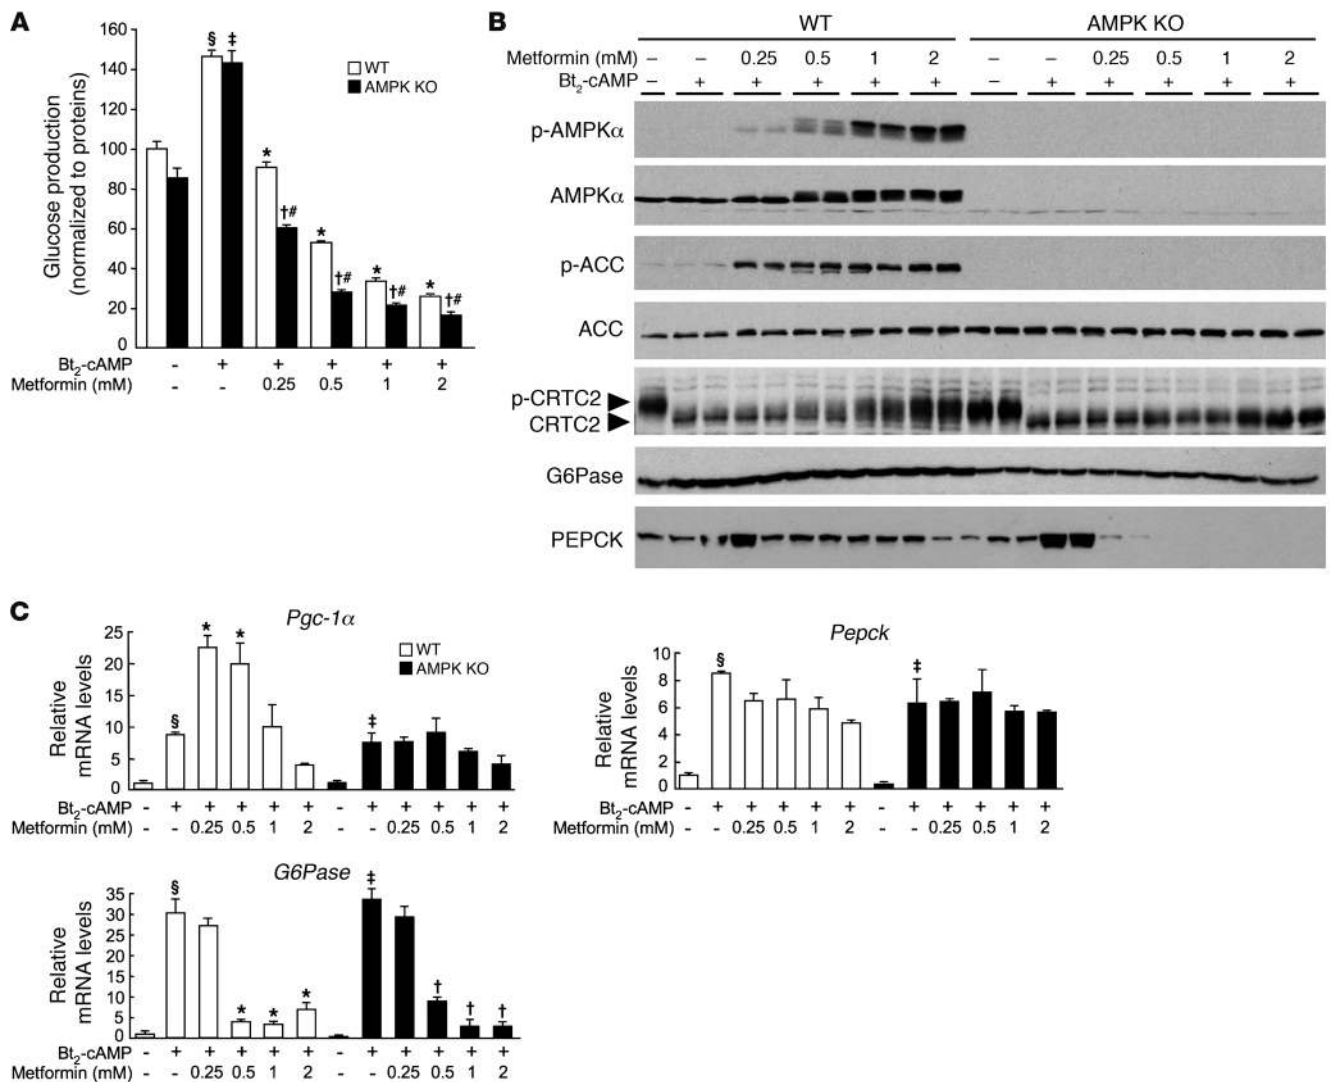 A
160
140
120
100
80
60
40
20
0
Glucose production
(normalized to proteins)
WT
AMPK KO
§ ‡
* †# * †# * †# * †#
Bt2-cAMP - + + + + +
Metformin (mM) - - 0.25 0.5 1 2
B
WT AMPK KO
Metformin (mM) – – 0.25 0.5 1 2 – – 0.25 0.5 1 2
Bt2-cAMP – + + + + + – + + + + +
p-AMPKα
AMPKα
p-ACC
ACC
p-CRTC2
CRTC2
G6Pase
PEPCK
C
Pgc-1α
25
20
15
10
5
0
Relative
mRNA levels
WT
AMPK KO
§ * * ‡
Bt2-cAMP - + + + + + - + + + + +
Metformin (mM) - - 0.25 0.5 1 2 - - 0.25 0.5 1 2
Pepck
10
8
6
4
2
0
Relative
mRNA levels
§ ‡
Bt2-cAMP - + + + + + - + + + + +
Metformin (mM) - - 0.25 0.5 1 2 - - 0.25 0.5 1 2
G6Pase
35
30
25
20
15
10
5
0
Relative
mRNA levels
§ * * * ‡ † † †
Bt2-cAMP - + + + + + - + + + + +
Metformin (mM) - - 0.25 0.5 1 2 - - 0.25 0.5 1 2